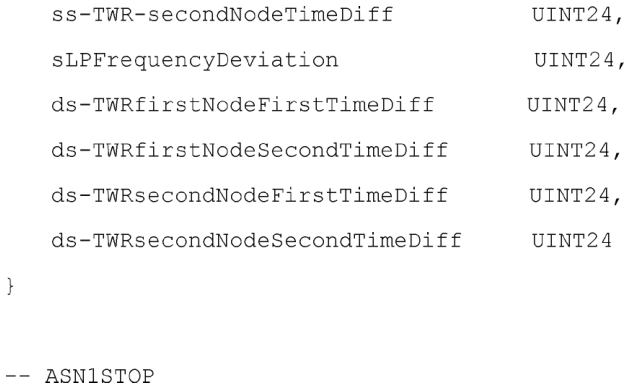 ss-TWR-secondNodeTimeDiff UINT24,
sLPFrequencyDeviation UINT24,
ds-TWRfirstNodeFirstTimeDiff UINT24,
ds-TWRfirstNodeSecondTimeDiff UINT24,
ds-TWRsecondNodeFirstTimeDiff UINT24,
ds-TWRsecondNodeSecondTimeDiff UINT24
}
-- ASN1STOP